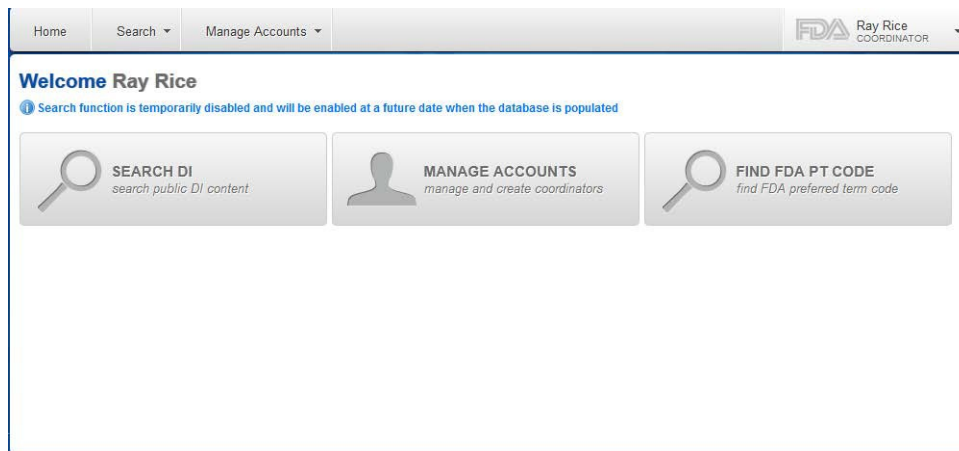 Home Search Manage Accounts FDA Ray Rice
COORDINATOR
Welcome Ray Rice
Search function is temporarily disabled and will be enabled at a future date when the database is populated
SEARCH DI
search public DI content
MANAGE ACCOUNTS
manage and create coordinators
FIND FDA PT CODE
find FDA preferred term code